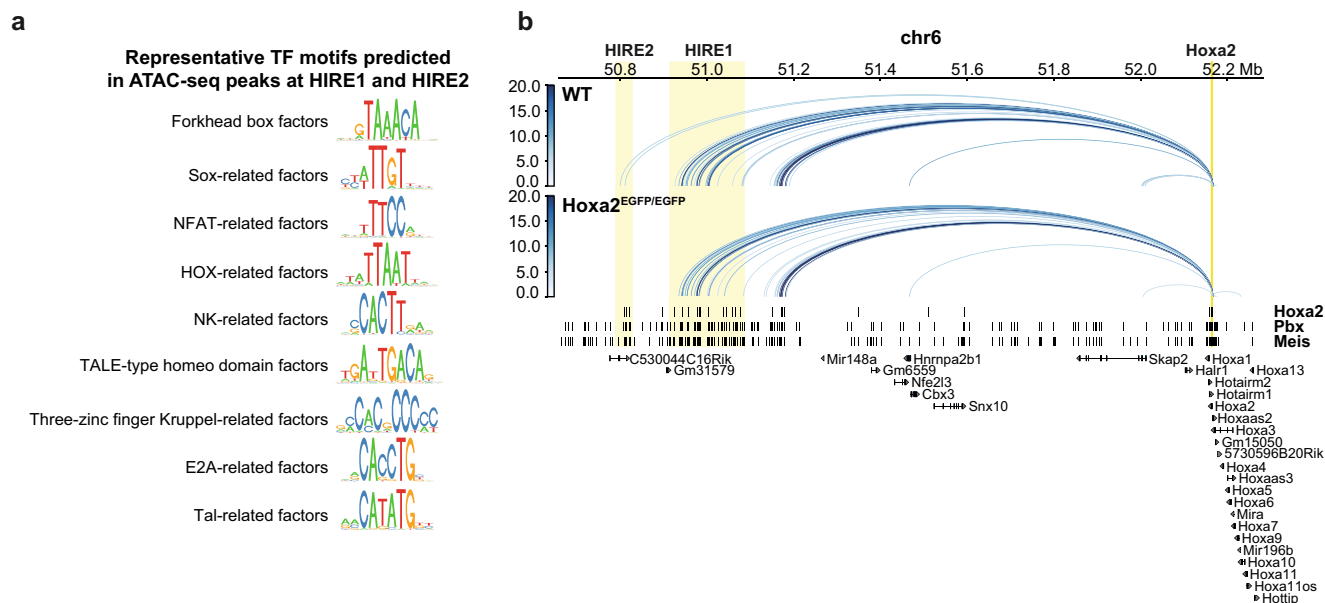 a
Representative TF motifs predicted
in ATAC-seq peaks at HIRE1 and HIRE2
Forkhead box factors
Sox-related factors
NFAT-related factors
HOX-related factors
NK-related factors
TALE-type homeo domain factors
Three-zinc finger Kruppel-related factors
E2A-related factors
Tal-related factors
b
chr6
HIRE2 HIRE1 Hoxa2
50.8 51.0 51.2 51.4 51.6 51.8 52.0 52.2 Mb
WT
20.0
15.0
10.0
5.0
0.0
Hoxa2EGFP/EGFP
20.0
15.0
10.0
5.0
0.0
Hoxa2
Pbx
Meis
C530044C16Rik Mir148a Hnrnpa2b1 Skap2 Hoxa1
Gm31579 Gm6559 Halr1 Hoxa13
Nfe2l3 Hotairm2
Cbx3 Hotairm1
Snx10 Hoxa2
Hoxaas2
Hoxa3
Gm15050
5730596B20Rik
Hoxa4
Hoxaas3
Hoxa5
Hoxa6
Mira
Hoxa7
Hoxa9
Mir196b
Hoxa10
Hoxa11
Hoxa11os
Hottip